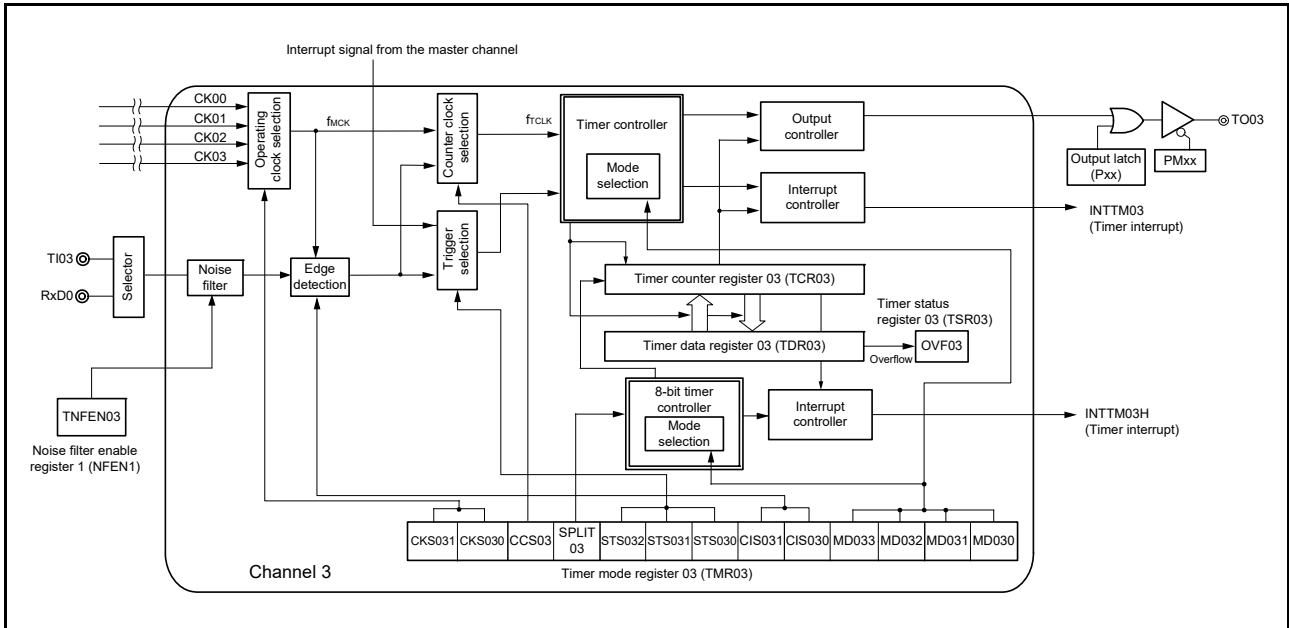 Interrupt signal from the master channel
CK00
CK01
CK02
CK03
Operating
clock selection
fMCK
Counter clock
selection
fTCLK
Timer controller
Mode
selection
Output
controller
TO03
Output latch
(Pxx)
PMxx
Interrupt
controller
INTTM03
(Timer interrupt)
Trigger
selection
TI03
RxD0
Selector
Noise
filter
Edge
detection
Timer counter register 03 (TCR03)
Timer status
register 03 (TSR03)
Timer data register 03 (TDR03)
Overflow
OVF03
8-bit timer
controller
Mode
selection
Interrupt
controller
INTTM03H
(Timer interrupt)
TNFEN03
Noise filter enable
register 1 (NFEN1)
CKS031 CKS030 CCS03 SPLIT
03 STS032 STS031 STS030 CIS031 CIS030 MD033 MD032 MD031 MD030
Channel 3
Timer mode register 03 (TMR03)